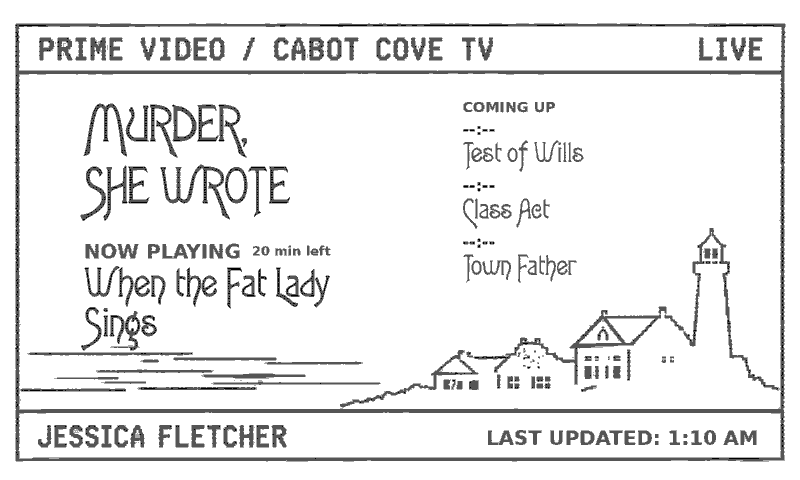 PRIME VIDEO / CABOT COVE TV
LIVE
MURDER,
SHE WROTE
NOW PLAYING 20 min left
When the Fat Lady
Sings
COMING UP
--:--
Test of Wills
--:--
Class Act
--:--
Town Father
JESSICA FLETCHER
LAST UPDATED: 1:10 AM